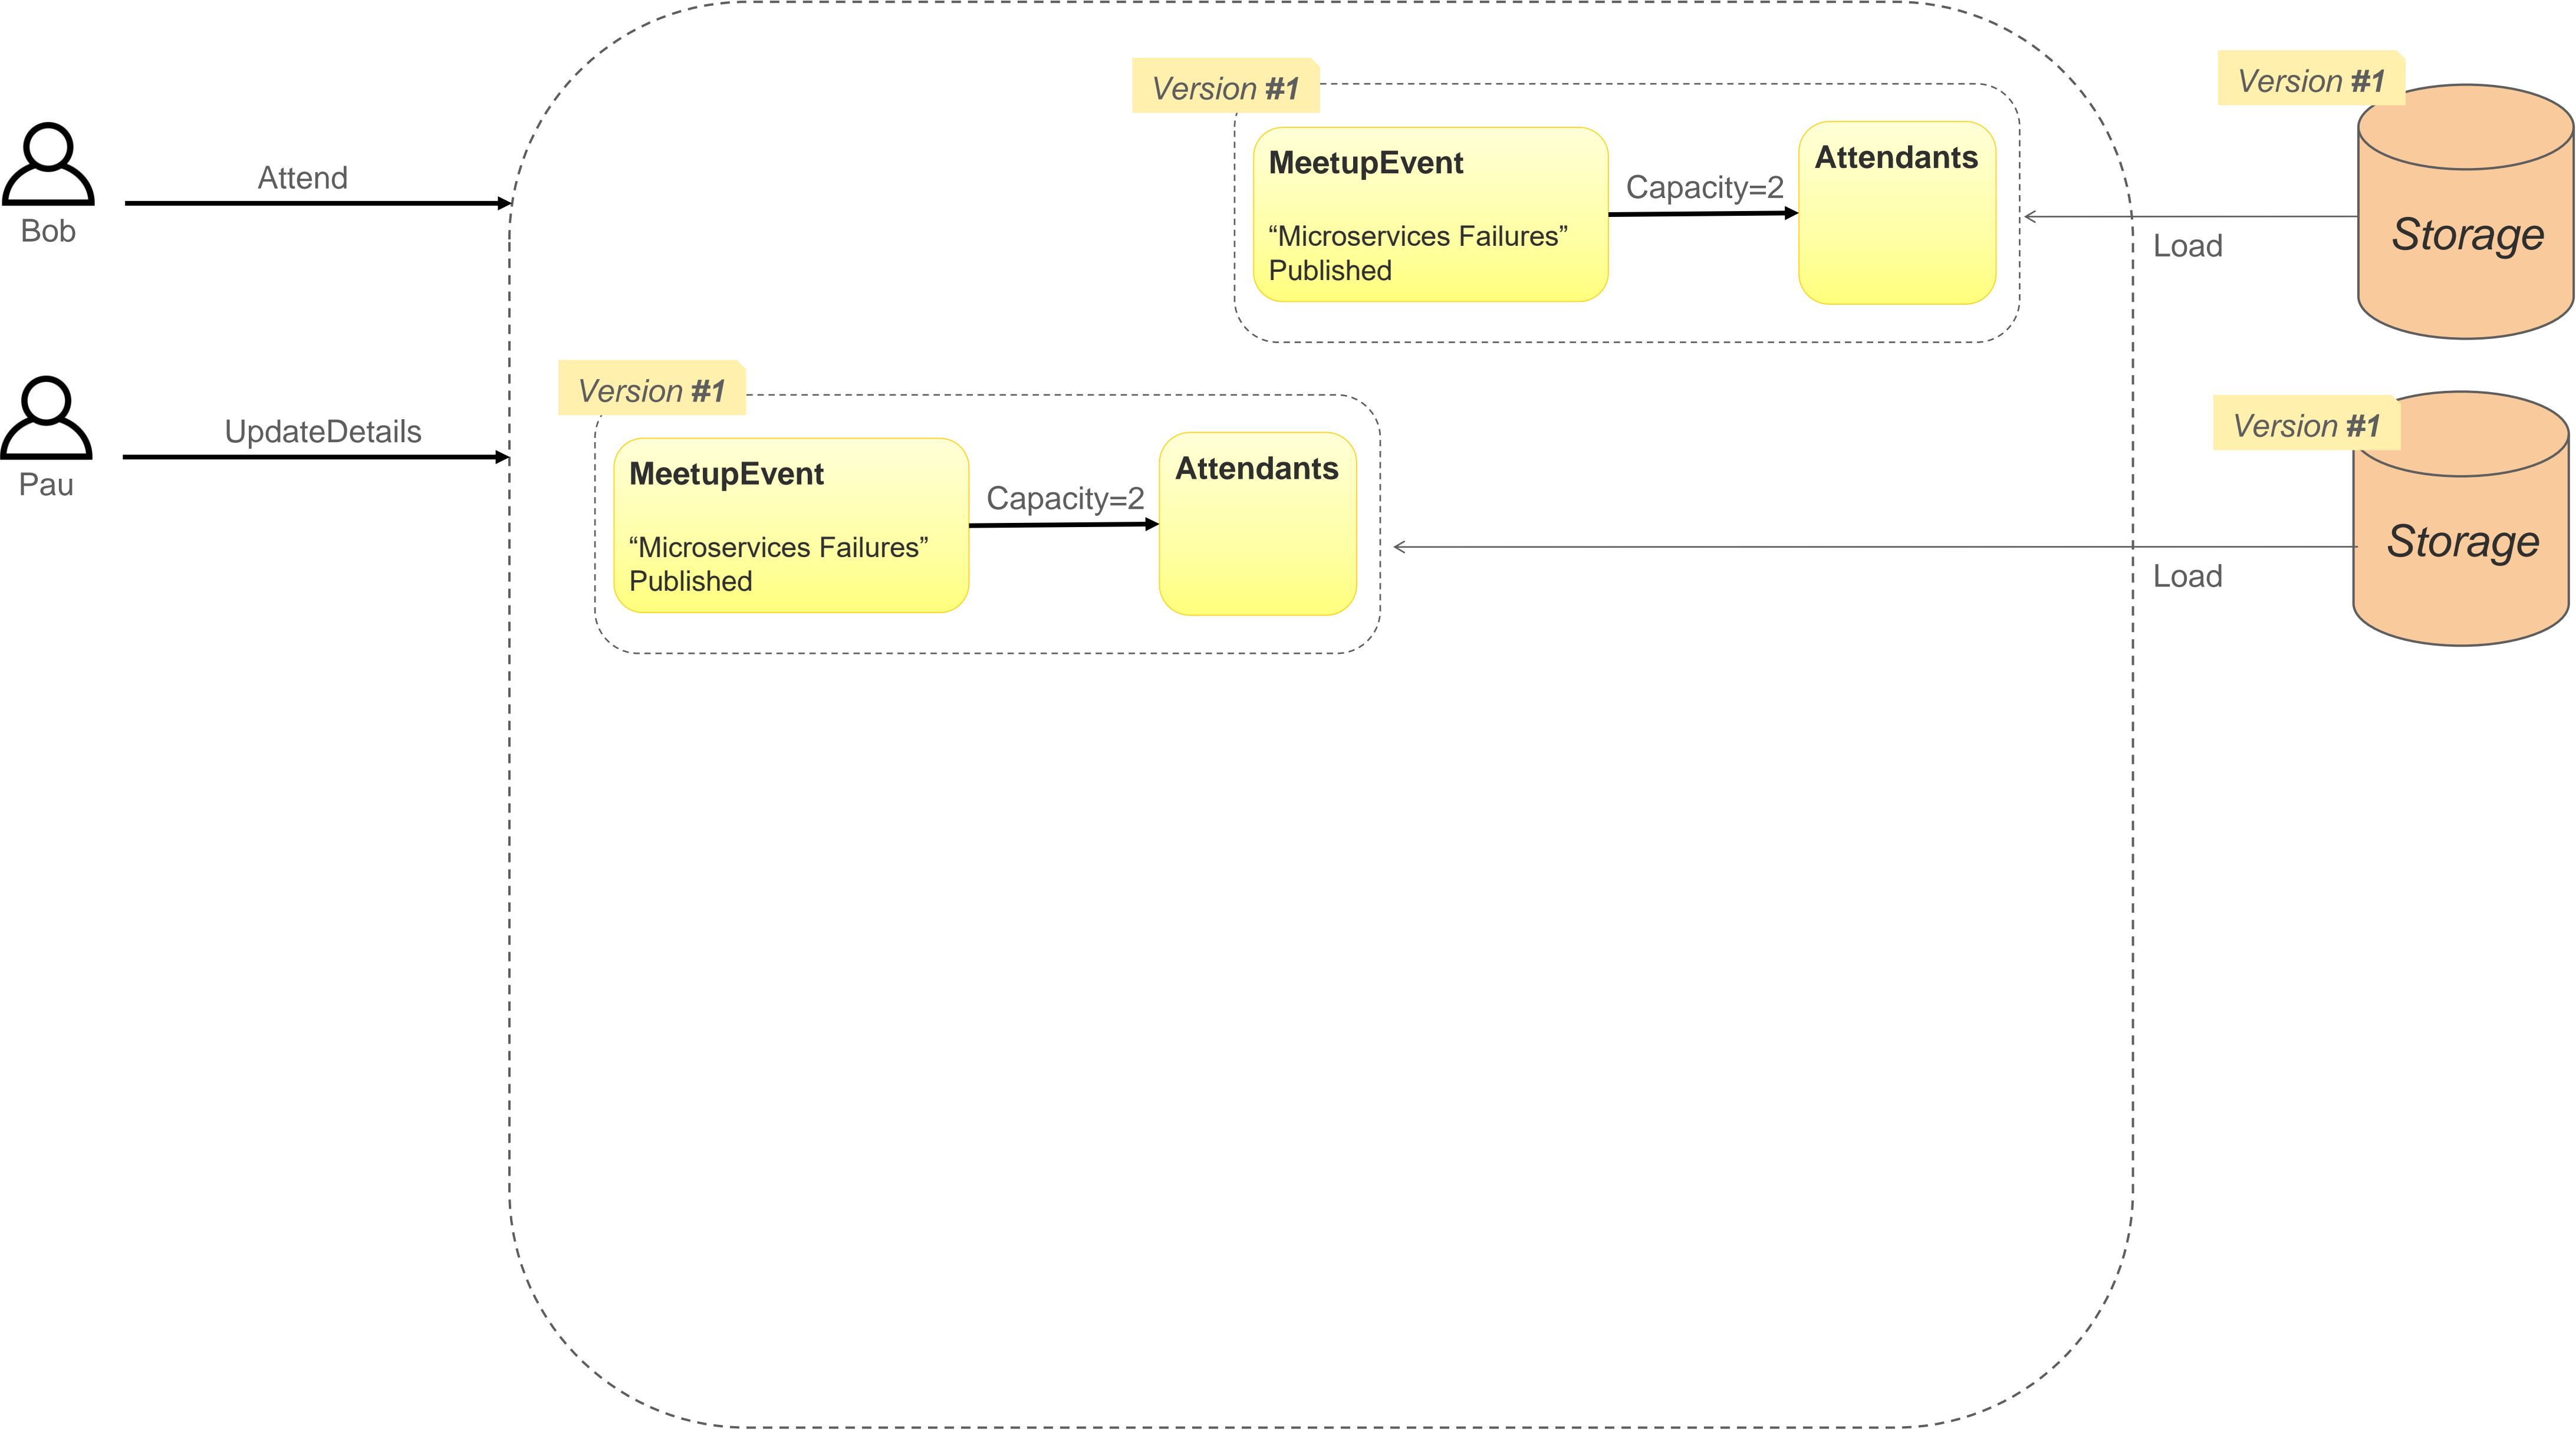 Bob
Attend
Version #1
MeetupEvent
“Microservices Failures”
Published
Capacity=2
Attendants
Load
Version #1
Storage
Pau
UpdateDetails
Version #1
MeetupEvent
“Microservices Failures”
Published
Capacity=2
Attendants
Load
Version #1
Storage